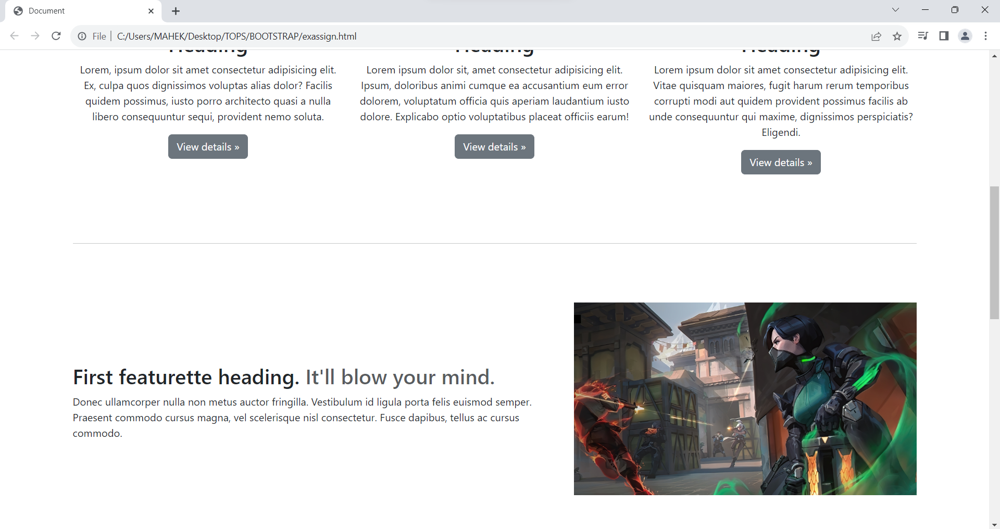 Document
File
C:/Users/MAHEK/Desktop/TOPS/BOOTSTRAP/exassign.html
Heading Heading Heading
Lorem, ipsum dolor sit amet consectetur adipisicing elit.
Ex, culpa quos dignissimos voluptas alias dolor? Facilis
quidem possimus, iusto porro architecto quasi a nulla
libero consequuntur sequi, provident nemo soluta.
View details »
Lorem ipsum dolor sit, amet consectetur adipisicing elit.
Ipsum, doloribus animi cumque ea accusantium eum error
dolorem, voluptatum officia quis aperiam laudantium iusto
dolore. Explicabo optio voluptatibus placeat officiis earum!
View details »
Lorem ipsum dolor sit amet consectetur adipisicing elit.
Vitae quisquam maiores, fugit harum rerum temporibus
corrupti modi aut quidem provident possimus facilis ab
unde consequuntur qui maxime, dignissimos perspiciatis?
Eligendi.
View details »
First featurette heading. It'll blow your mind.
Donec ullamcorper nulla non metus auctor fringilla. Vestibulum id ligula porta felis euismod semper.
Praesent commodo cursus magna, vel scelerisque nisl consectetur. Fusce dapibus, tellus ac cursus
commodo.